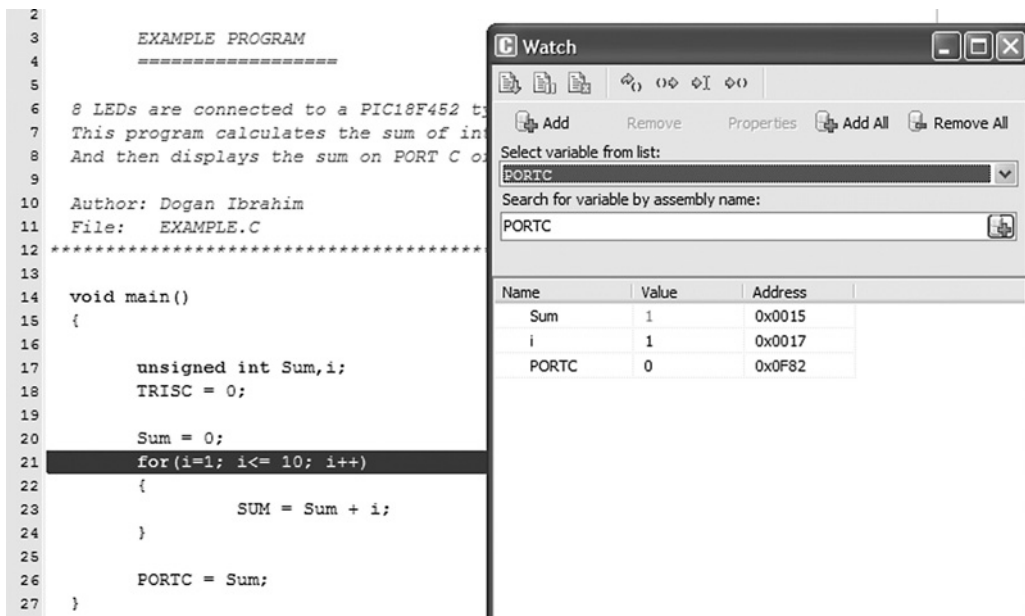 2
3 EXAMPLE PROGRAM
4 ==================
5
6 8 LEDs are connected to a PIC18F452
7 This program calculates the sum of
8 And then displays the sum on PORT C
9
10 Author: Dogan Ibrahim
11 File: EXAMPLE.C
12 ****************************************
13
14 void main()
15 {
16
17 unsigned int Sum,i;
18 TRISC = 0;
19
20 Sum = 0;
21 for(i=1; i<= 10; i++)
22 {
23 SUM = Sum + i;
24 }
25
26 PORTC = Sum;
27 }
Watch
Add Remove Properties Add All Remove All
Select variable from list:
PORTC
Search for variable by assembly name:
PORTC
Name Value Address
Sum 1 0x0015
i 1 0x0017
PORTC 0 0x0F82